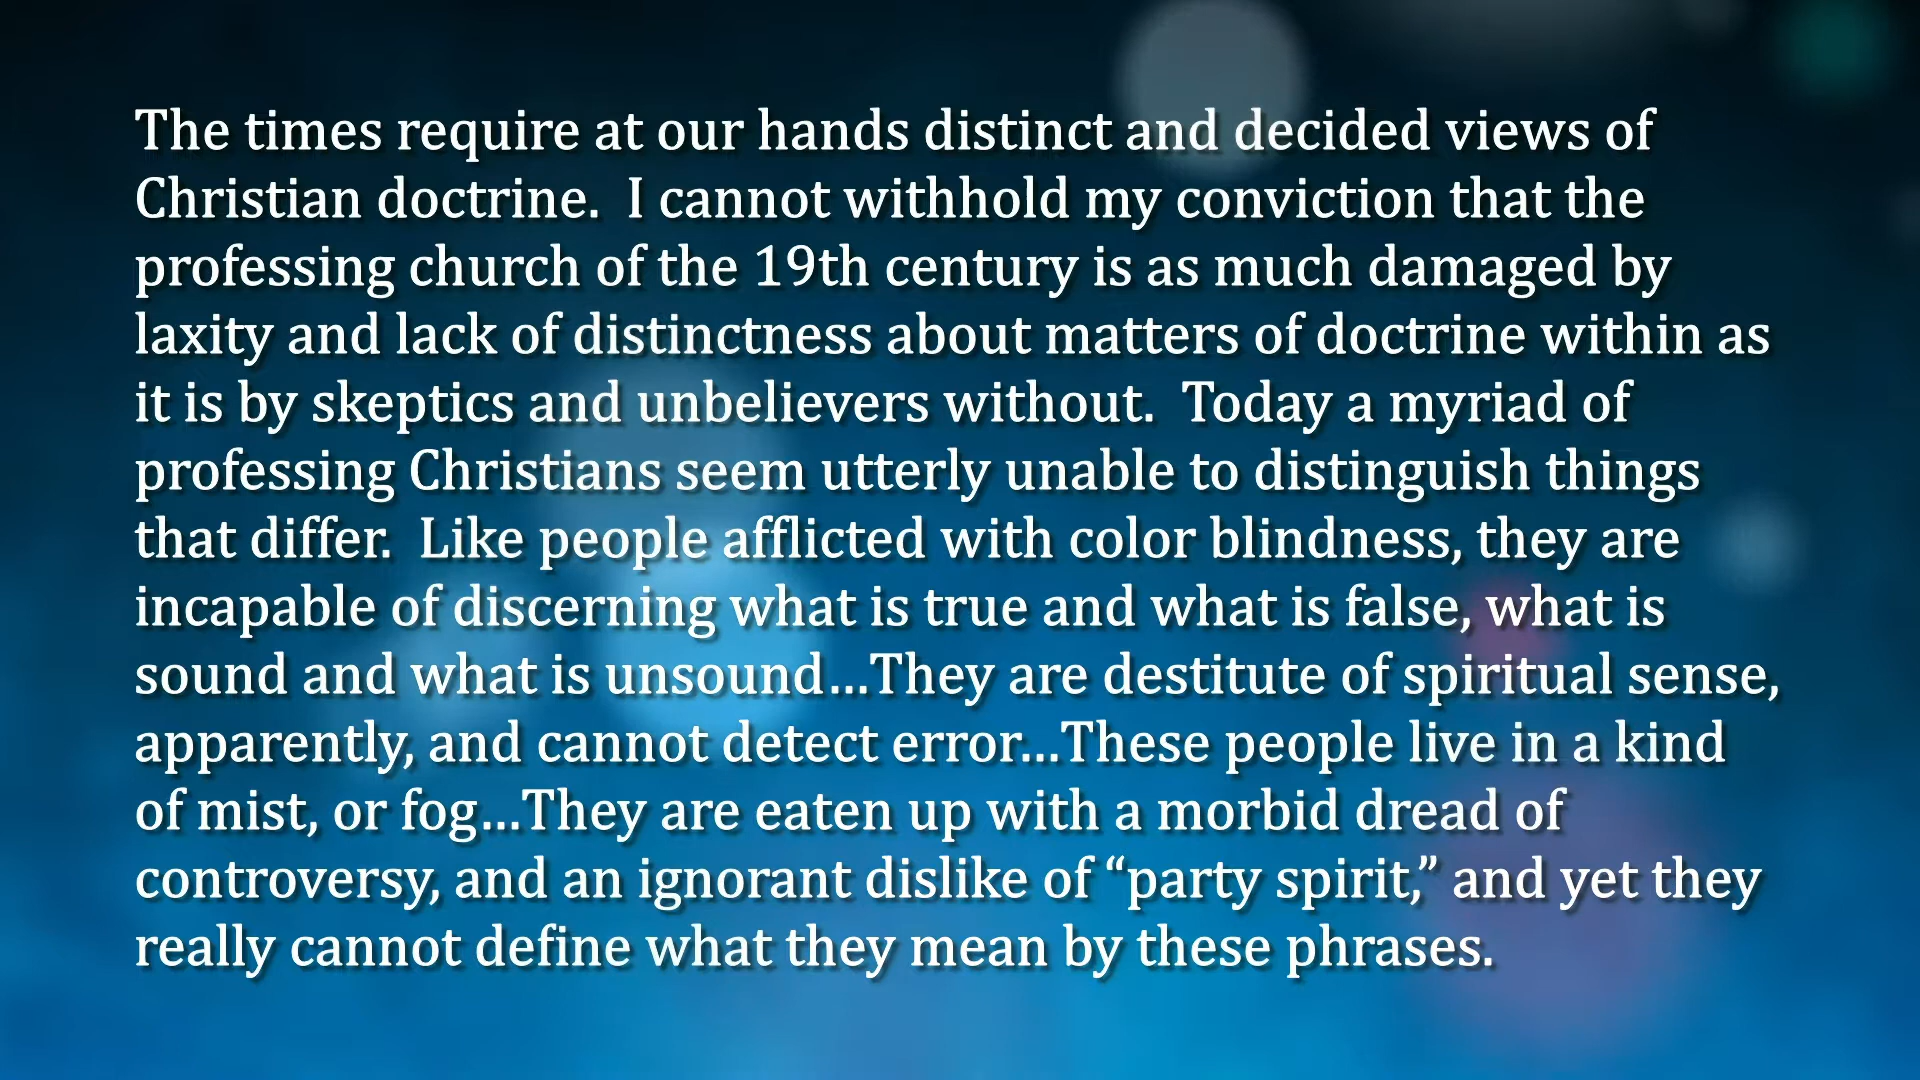 The times require at our hands distinct and decided views of
Christian doctrine.  I cannot withhold my conviction that the
professing church of the 19th century is as much damaged by
laxity and lack of distinctness about matters of doctrine within as
it is by skeptics and unbelievers without.  Today a myriad of
professing Christians seem utterly unable to distinguish things
that differ.  Like people afflicted with color blindness, they are
incapable of discerning what is true and what is false, what is
sound and what is unsound…They are destitute of spiritual sense,
apparently, and cannot detect error…These people live in a kind
of mist, or fog…They are eaten up with a morbid dread of
controversy, and an ignorant dislike of “party spirit,” and yet they
really cannot define what they mean by these phrases.